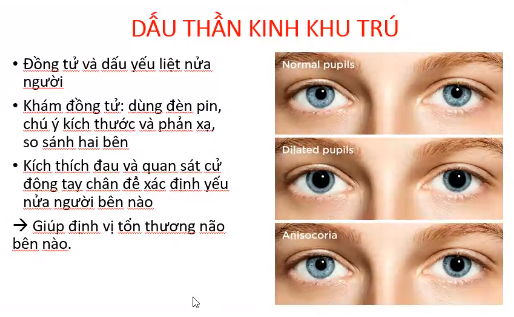 DẤU THẦN KINH KHU TRÚ
• Đồng tử và dấu yếu liệt nửa
người
• Khám đồng tử: dùng đèn pin,
chú ý kích thước và phản xạ,
so sánh hai bên
• Kích thích đau và quan sát cử
động tay chân để xác định yếu
nửa người bên nào
→ Giúp định vị tổn thương não
bên nào.
Normal pupils
Dilated pupils
Anisocoria